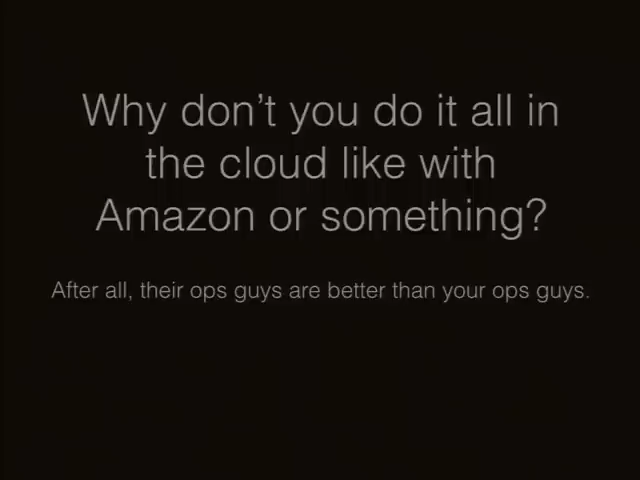 Why don’t you do it all in
the cloud like with
Amazon or something?
After all, their ops guys are better than your ops guys.